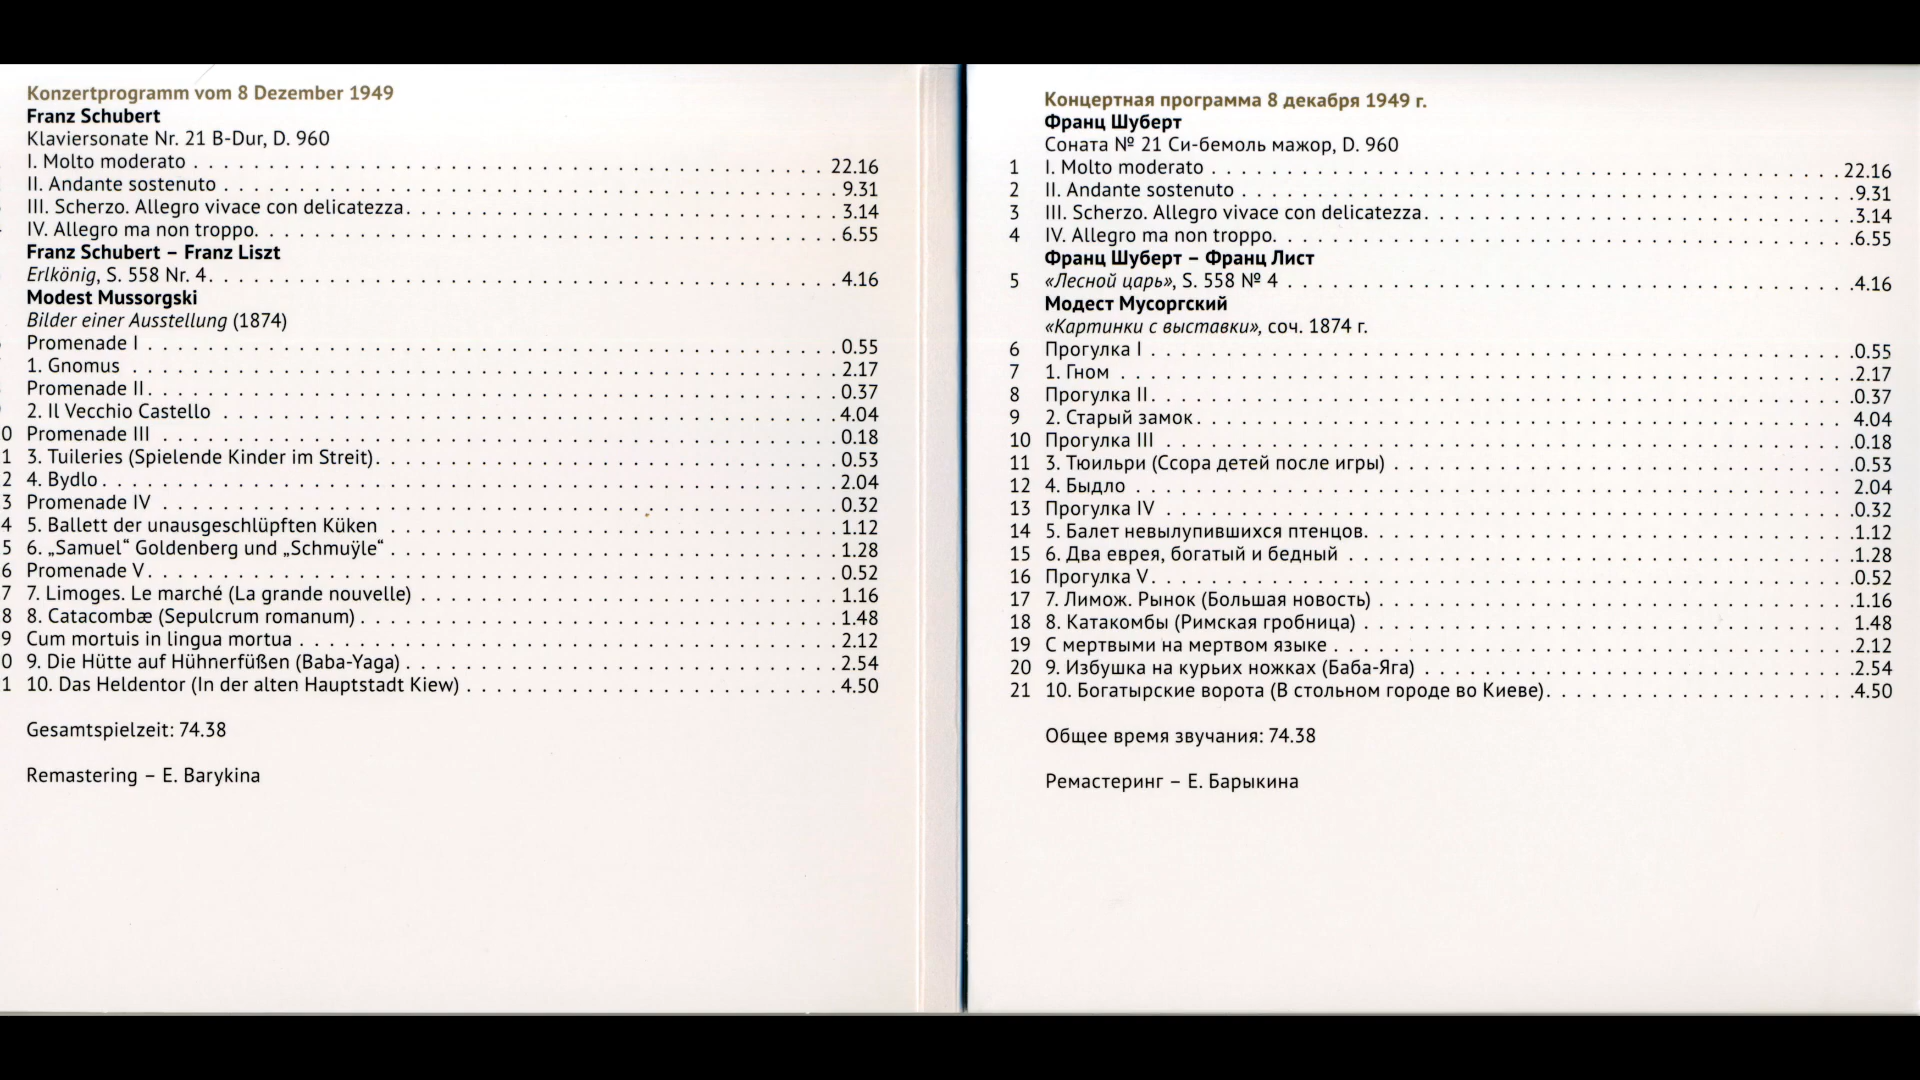 Konzertprogramm vom 8 Dezember 1949
Franz Schubert
Klaviersonate Nr. 21 B-Dur, D. 960
I. Molto moderato . . . . . 22.16
II. Andante sostenuto . . . . . 9.31
III. Scherzo. Allegro vivace con delicatezza. . . . . 3.14
IV. Allegro ma non troppo. . . . . 6.55
Franz Schubert – Franz Liszt
Erlkönig, S. 558 Nr. 4. . . . . 4.16
Modest Mussorgski
Bilder einer Ausstellung (1874)
Promenade I . . . . . 0.55
1. Gnomus . . . . . 2.17
Promenade II. . . . . 0.37
2. Il Vecchio Castello . . . . . 4.04
0 Promenade III . . . . . 0.18
1 3. Tuileries (Spielende Kinder im Streit). . . . . 0.53
2 4. Bydlo . . . . . 2.04
3 Promenade IV . . . . . 0.32
4 5. Ballett der unausgeschlüpften Küken . . . . . 1.12
5 6. „Samuel“ Goldenberg und „Schmuÿle“ . . . . . 1.28
6 Promenade V. . . . . 0.52
7 7. Limoges. Le marché (La grande nouvelle) . . . . . 1.16
8 8. Catacombæ (Sepulcrum romanum) . . . . . 1.48
9 Cum mortuis in lingua mortua . . . . . 2.12
0 9. Die Hütte auf Hühnerfüßen (Baba-Yaga) . . . . . 2.54
1 10. Das Heldentor (In der alten Hauptstadt Kiew) . . . . . 4.50
Gesamtspielzeit: 74.38
Remastering – E. Barykina
Концертная программа 8 декабря 1949 г.
Франц Шуберт
Соната № 21 Си-бемоль мажор, D. 960
1 I. Molto moderato . . . . . 22.16
2 II. Andante sostenuto . . . . . 9.31
3 III. Scherzo. Allegro vivace con delicatezza. . . . . 3.14
4 IV. Allegro ma non troppo. . . . . 6.55
Франц Шуберт – Франц Лист
5 «Лесной царь», S. 558 № 4 . . . . . 4.16
Модест Мусоргский
«Картинки с выставки», соч. 1874 г.
6 Прогулка I . . . . . 0.55
7 1. Гном . . . . . 2.17
8 Прогулка II. . . . . 0.37
9 2. Старый замок. . . . . 4.04
10 Прогулка III . . . . . 0.18
11 3. Тюильри (Ссора детей после игры) . . . . . 0.53
12 4. Быдло . . . . . 2.04
13 Прогулка IV . . . . . 0.32
14 5. Балет невылупившихся птенцов. . . . . 1.12
15 6. Два еврея, богатый и бедный . . . . . 1.28
16 Прогулка V. . . . . 0.52
17 7. Лимож. Рынок (Большая новость) . . . . . 1.16
18 8. Катакомбы (Римская гробница) . . . . . 1.48
19 С мертвыми на мертвом языке . . . . . 2.12
20 9. Избушка на курьих ножках (Баба-Яга) . . . . . 2.54
21 10. Богатырские ворота (В стольном городе во Киеве). . . . . 4.50
Общее время звучания: 74.38
Ремастеринг – Е. Барыкина